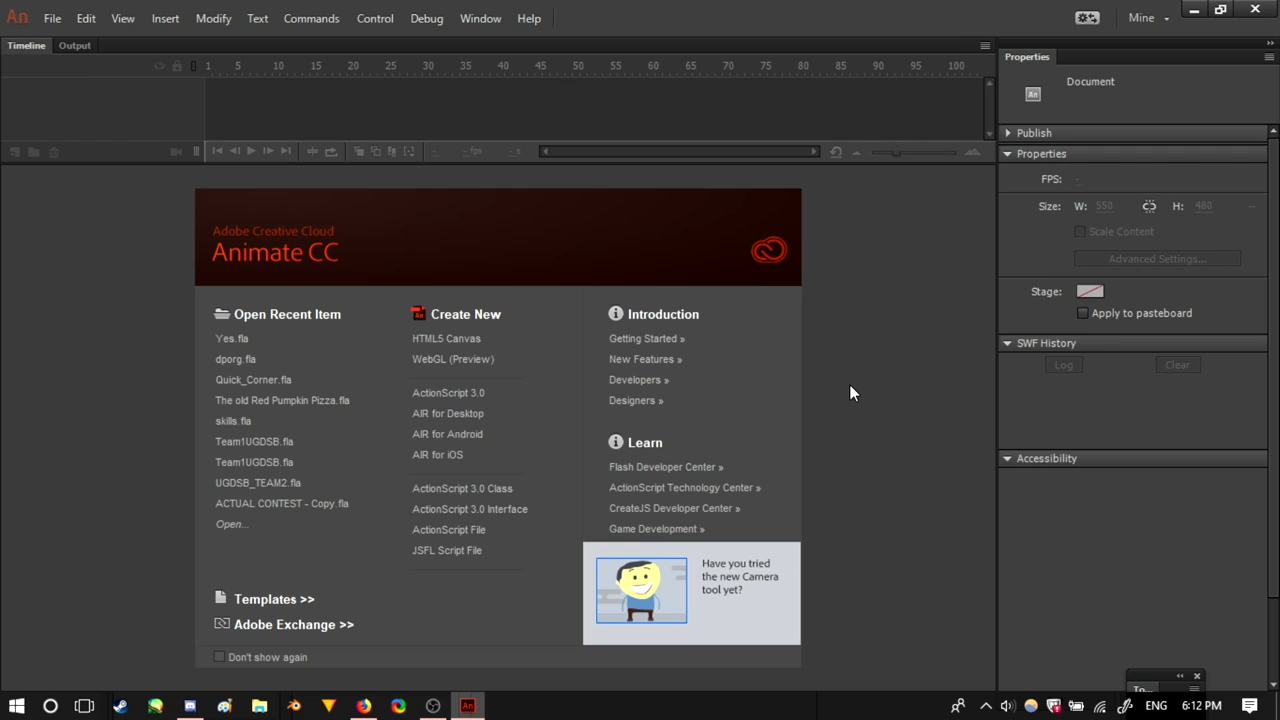 An File Edit View Insert Modify Text Commands Control Debug Window Help Mine
Timeline Output
1 5 10 15 20 25 30 35 40 45 50 55 60 65 70 75 80 85 90 95 100
Properties
An Document
Publish
Properties
FPS: -
Size: W: 550 H: 480
Scale Content
Advanced Settings...
Stage:
Apply to pasteboard
SWF History
Log Clear
Accessibility
fps s
Adobe Creative Cloud
Animate CC
Open Recent Item
Yes.fla
dporg.fla
Quick_Corner.fla
The old Red Pumpkin Pizza.fla
skills.fla
Team1UGDSB.fla
Team1UGDSB.fla
UGDSB_TEAM2.fla
ACTUAL CONTEST - Copy.fla
Open...
Templates >>
Adobe Exchange >>
Don't show again
Create New
HTML5 Canvas
WebGL (Preview)
ActionScript 3.0
AIR for Desktop
AIR for Android
AIR for iOS
ActionScript 3.0 Class
ActionScript 3.0 Interface
ActionScript File
JSFL Script File
Introduction
Getting Started »
New Features »
Developers »
Designers »
Learn
Flash Developer Center »
ActionScript Technology Center »
CreateJS Developer Center »
Game Development »
Have you tried
the new Camera
tool yet?
To...
An ENG 6:12 PM